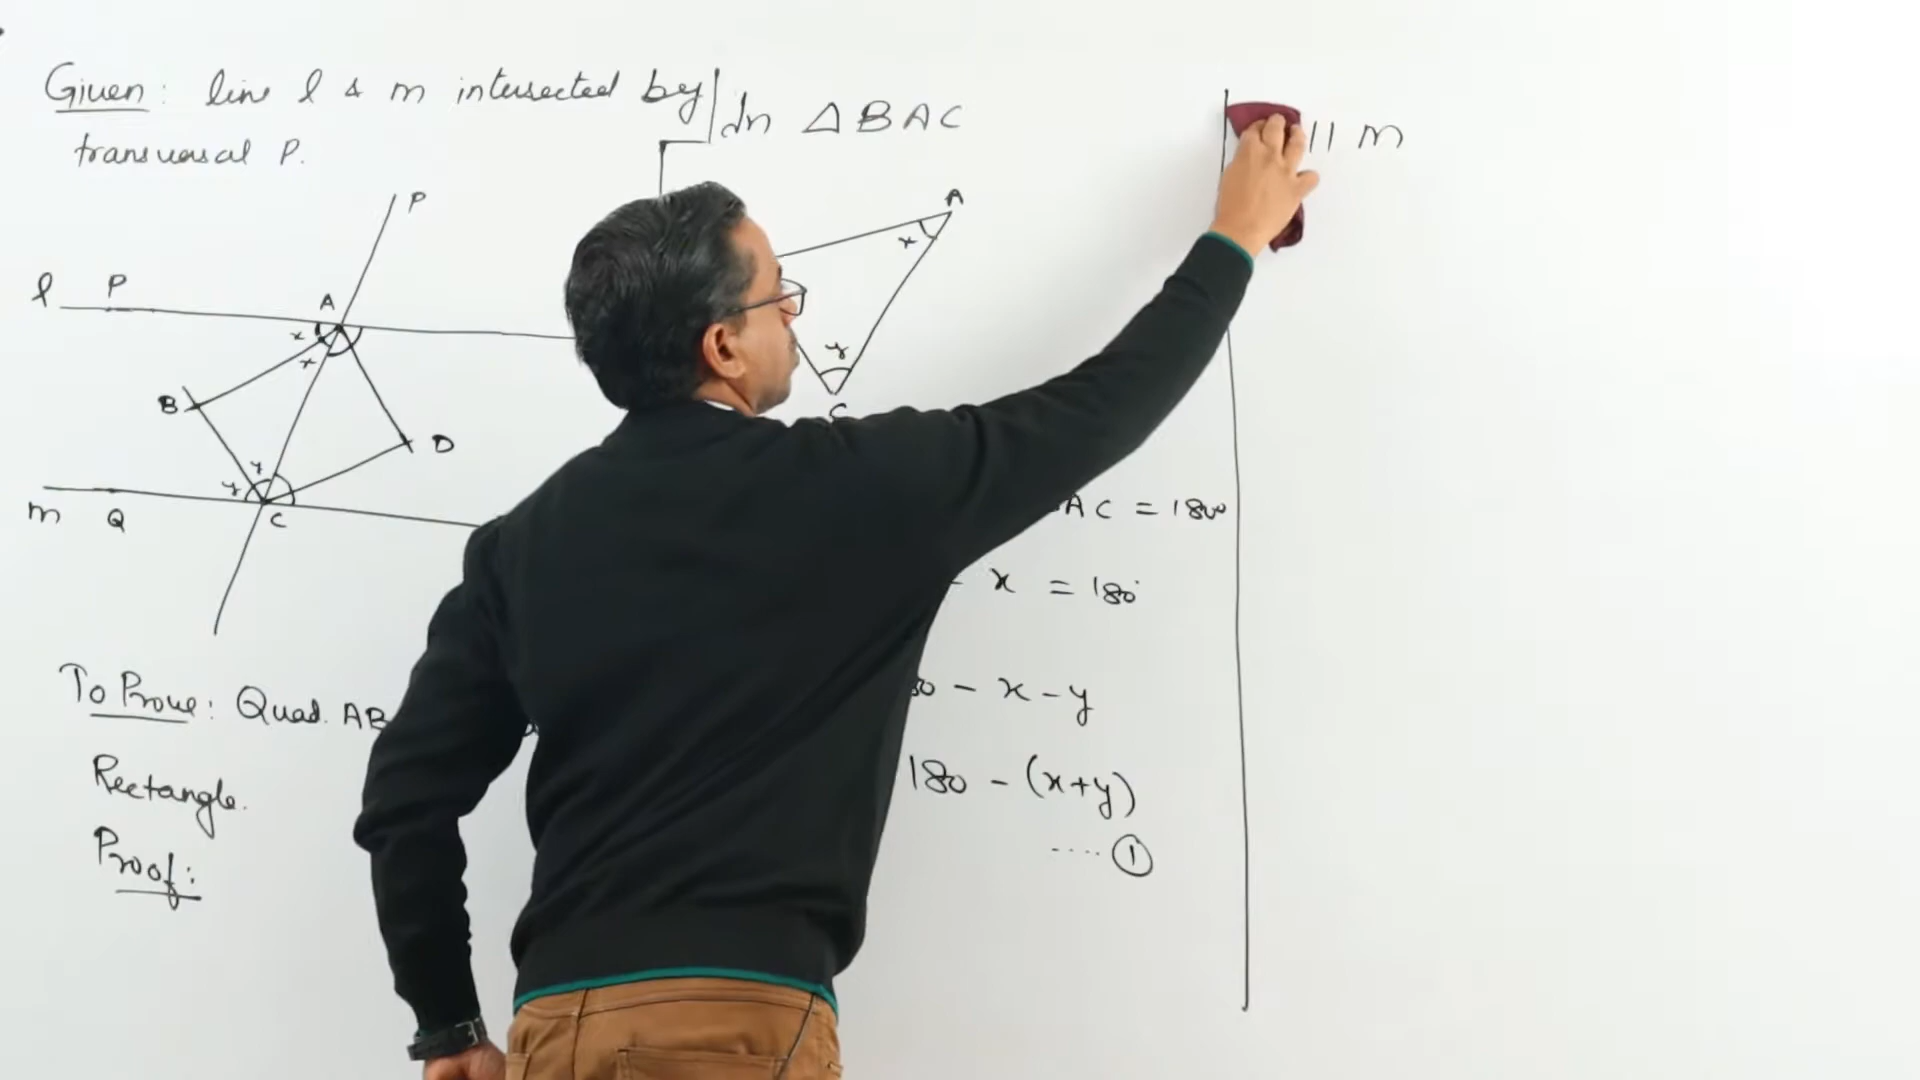 Given: line l & m intersected by
transversal P.
P
l P A
x
x
B
D
y
y
m Q C
To Prove: Quad. AB
Rectangle.
Proof:
In △BAC
A
x
y
C
AC = 180°
x = 180°
- x - y
180 - (x+y)
.... ①
|| m